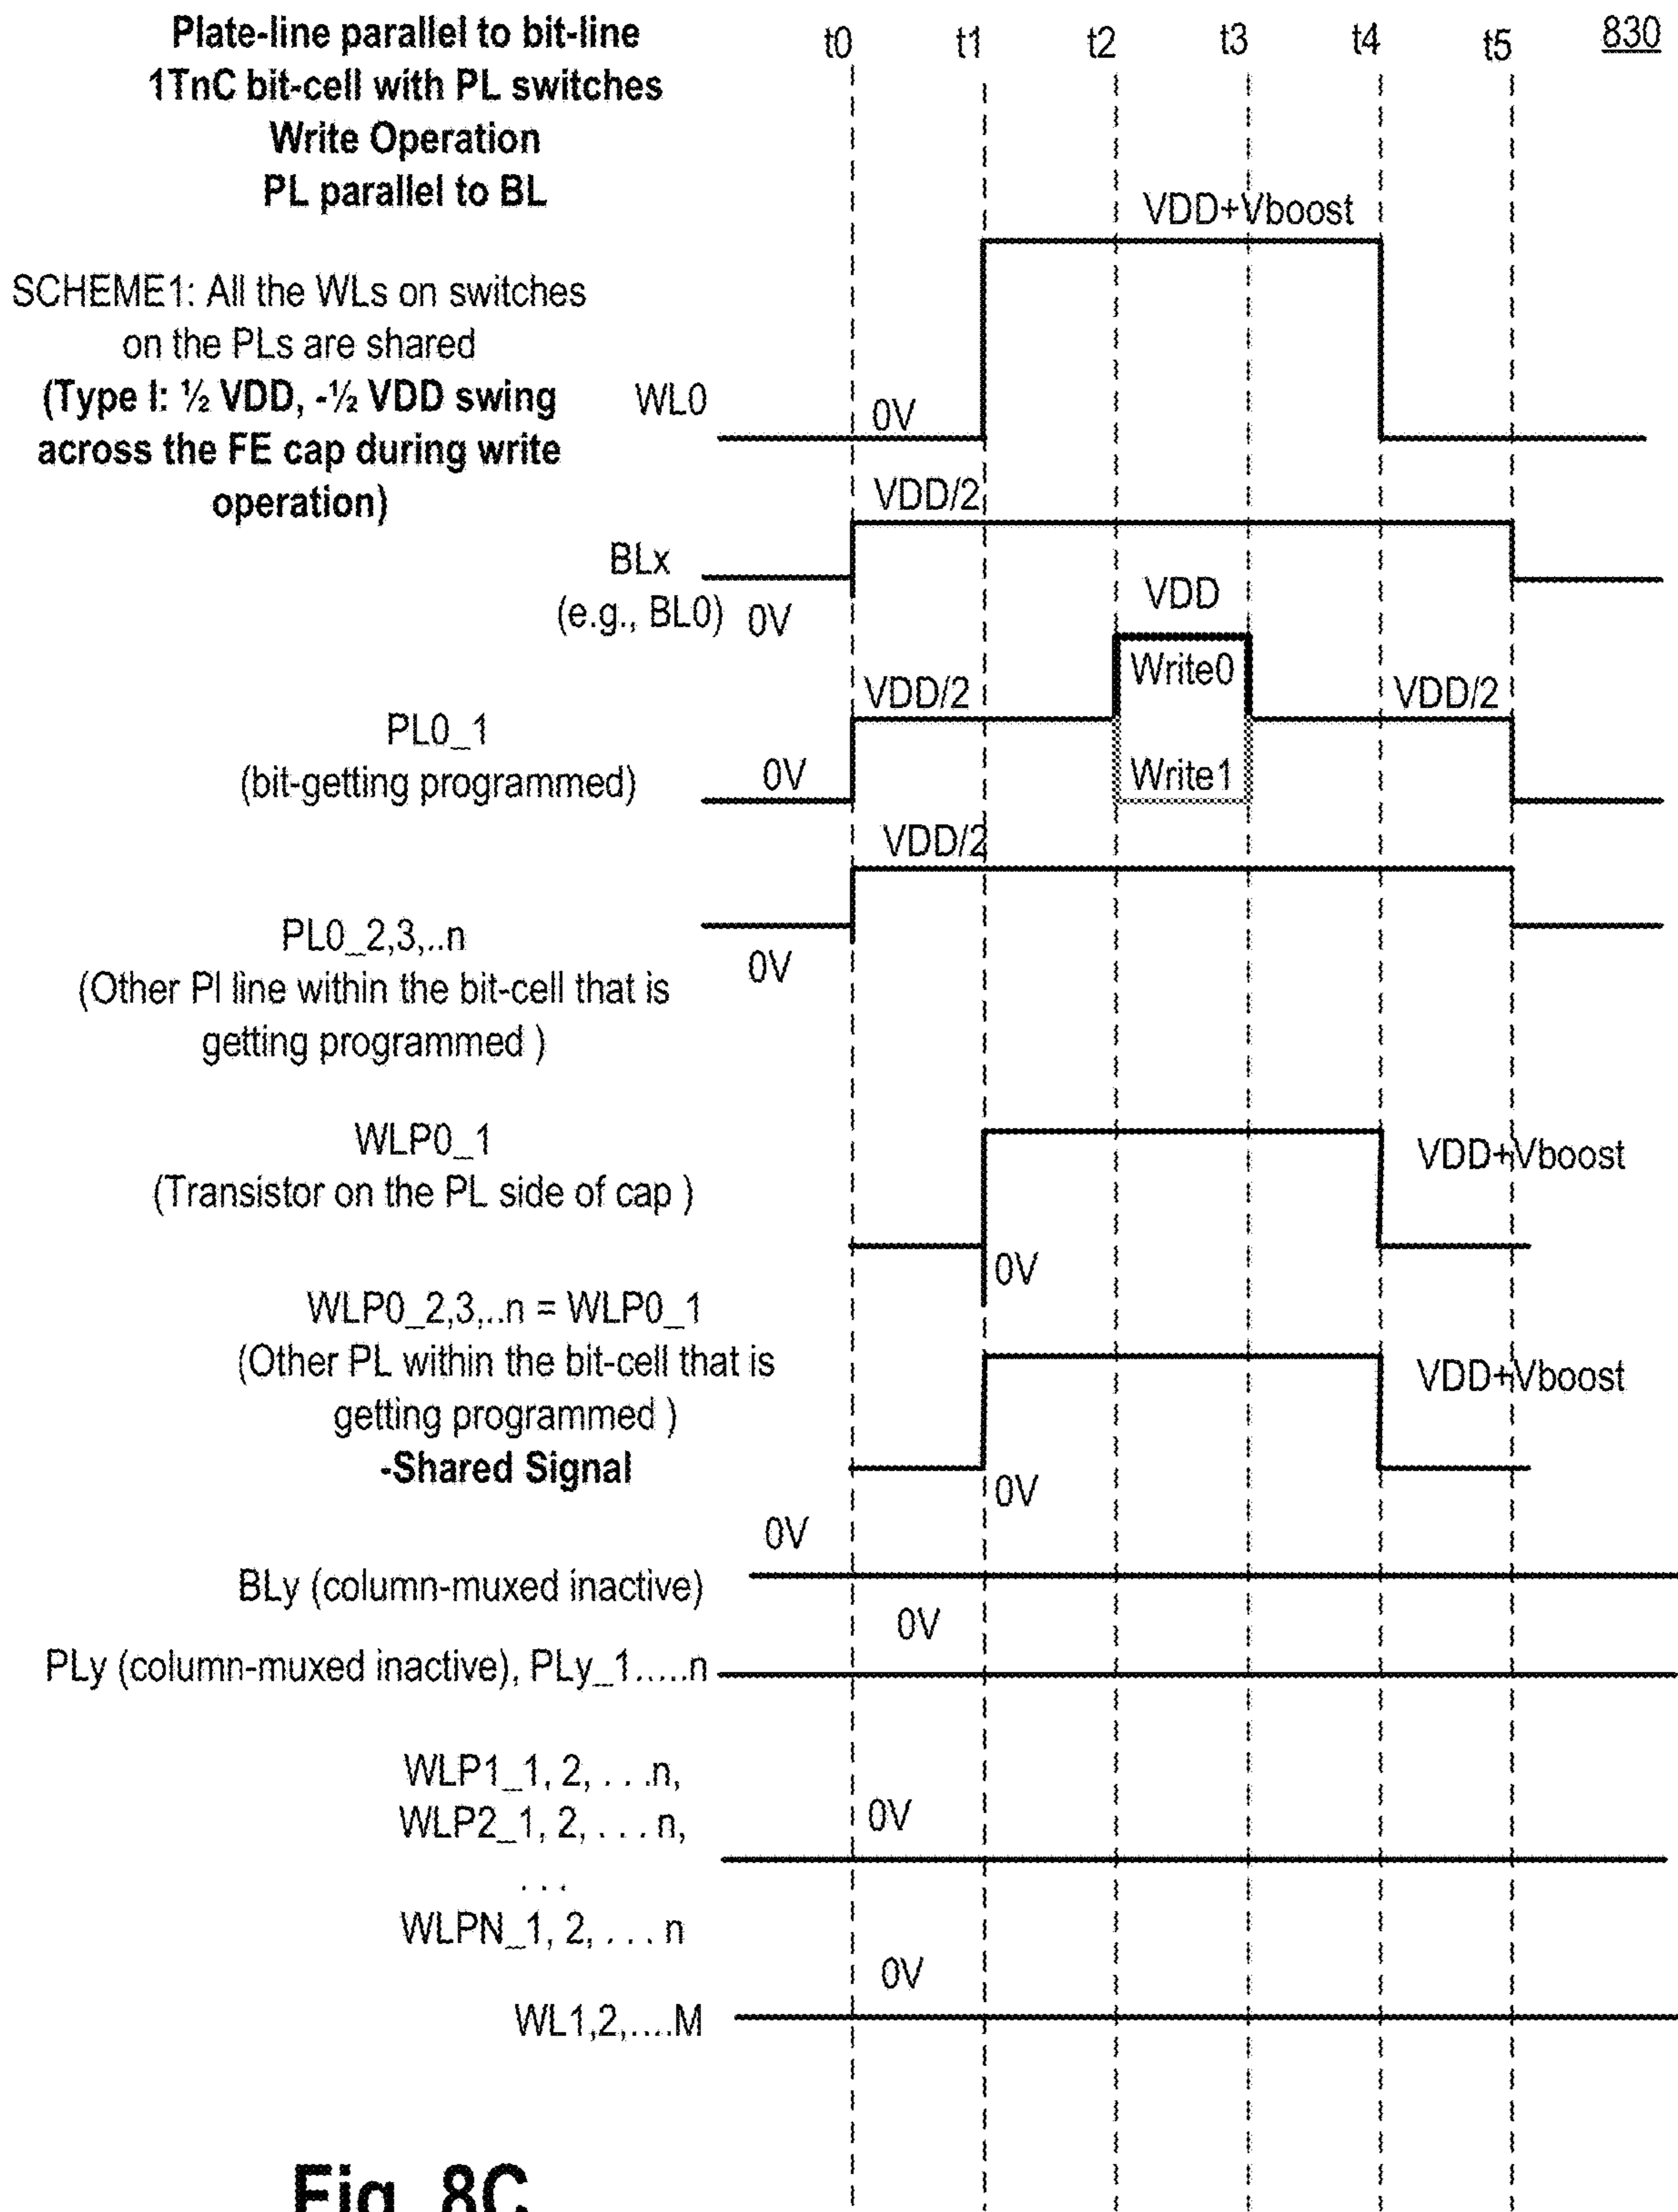 Plate-line parallel to bit-line
1TnC bit-cell with PL switches
Write Operation
PL parallel to BL
t0 t1 t2 t3 t4 t5 830
VDD+Vboost
SCHEME1: All the WLs on switches
on the PLs are shared
(Type I: ½ VDD, -½ VDD swing
across the FE cap during write
operation)
WL0 0V
VDD/2
BLx
(e.g., BL0) 0V
VDD
Write0
VDD/2 VDD/2
PL0_1
(bit-getting programmed) 0V
Write1
VDD/2
PL0_2,3,..n
0V
(Other Pl line within the bit-cell that is
getting programmed )
WLP0_1 VDD+Vboost
(Transistor on the PL side of cap )
0V
WLP0_2,3,..n = WLP0_1
(Other PL within the bit-cell that is VDD+Vboost
getting programmed )
-Shared Signal
0V
0V
BLy (column-muxed inactive)
0V
PLy (column-muxed inactive), PLy_1.....n
WLP1_1, 2, . . .n,
WLP2_1, 2, . . . n, 0V
. . .
WLPN_1, 2, . . . n
0V
WL1,2,....M
Fig. 8C